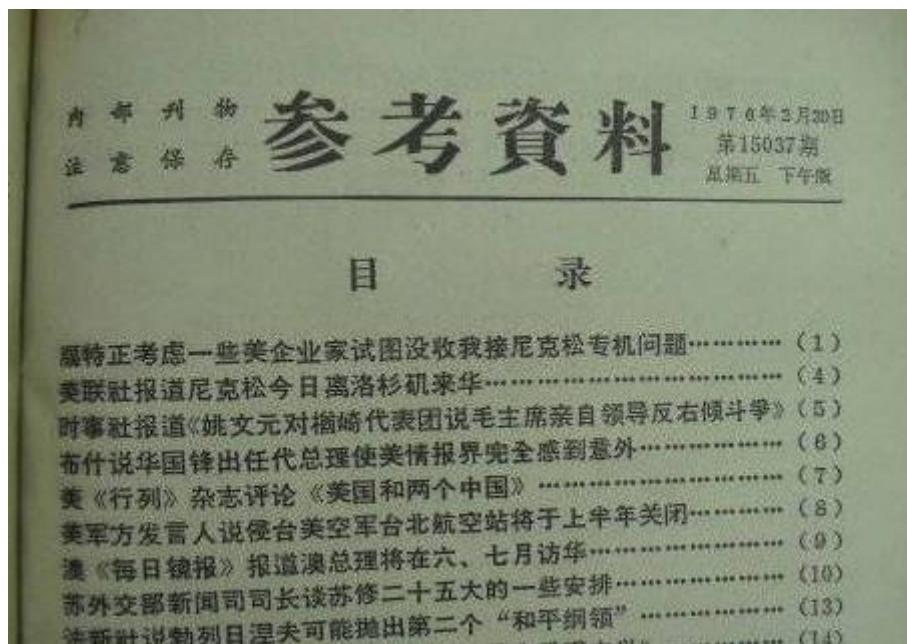 内部刊物
注意保存
参考資料
1976年2月20日
第15037期
星期五 下午版
目 录
福特正考虑一些美企业家试图没收我接尼克松专机问题…………（1）
美联社报道尼克松今日离洛杉矶来华……………………………（4）
时事社报道《姚文元对楢崎代表团说毛主席亲自领导反右倾斗争》（5）
布什说华国锋出任代总理使美情报界完全感到意外……………（6）
美《行列》杂志评论《美国和两个中国》………………………（7）
美军方发言人说侵台美空军台北航空站将于上半年关闭…………（8）
澳《每日镜报》报道澳总理将在六、七月访华……………………（9）
苏外交部新闻司司长谈苏修二十五大的一些安排…………………（10）
法新社说勃列日涅夫可能抛出第二个“和平纲领”………………（13）
（14）